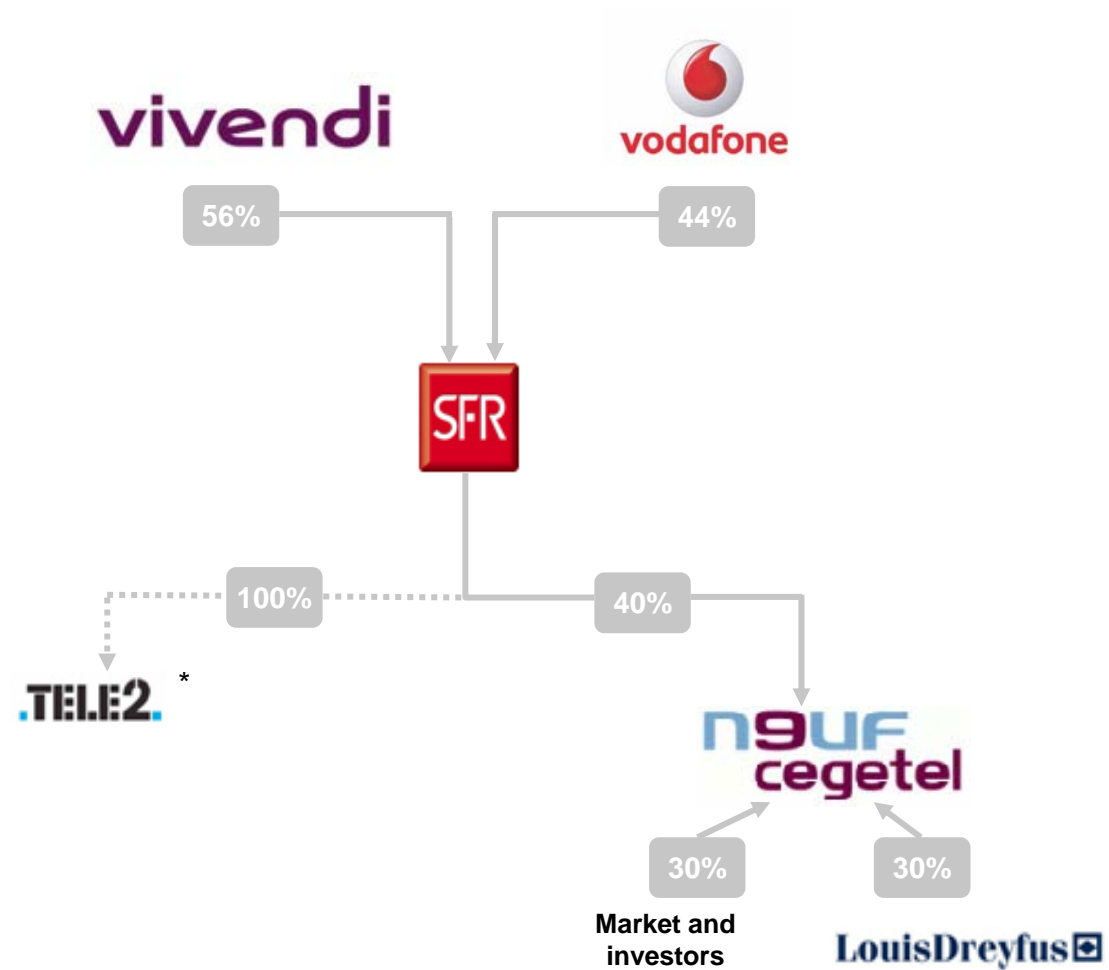 vivendi
vodafone
56%
44%
SFR
100%
40%
.TELE2. *
n9uf
cegetel
30%
30%
Market and
investors
LouisDreyfus